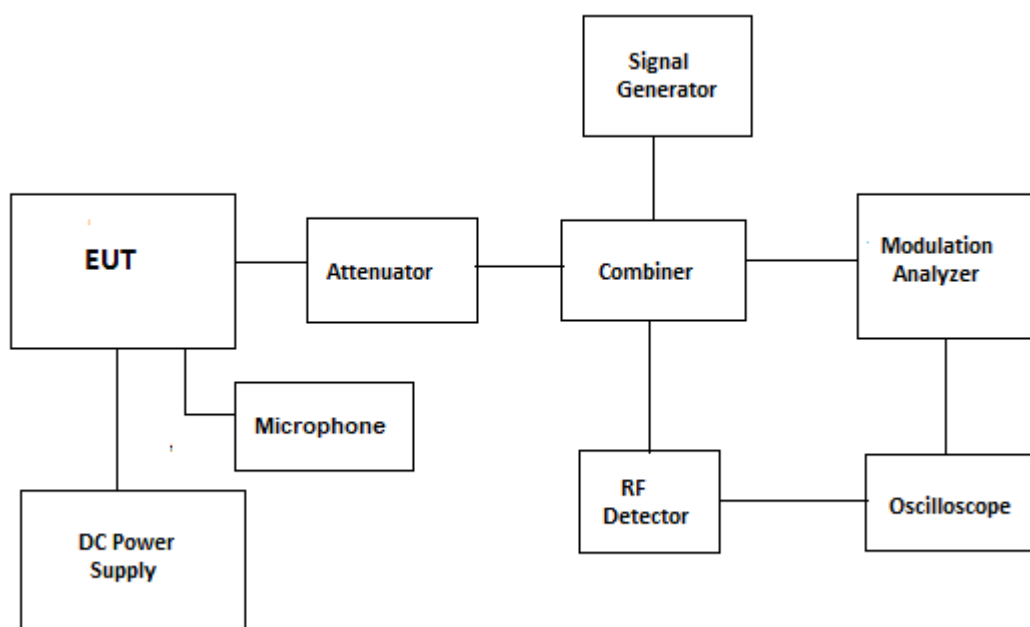 Signal
Generator
EUT
Attenuator
Combiner
Modulation
Analyzer
Microphone
RF
Detector
Oscilloscope
DC Power
Supply